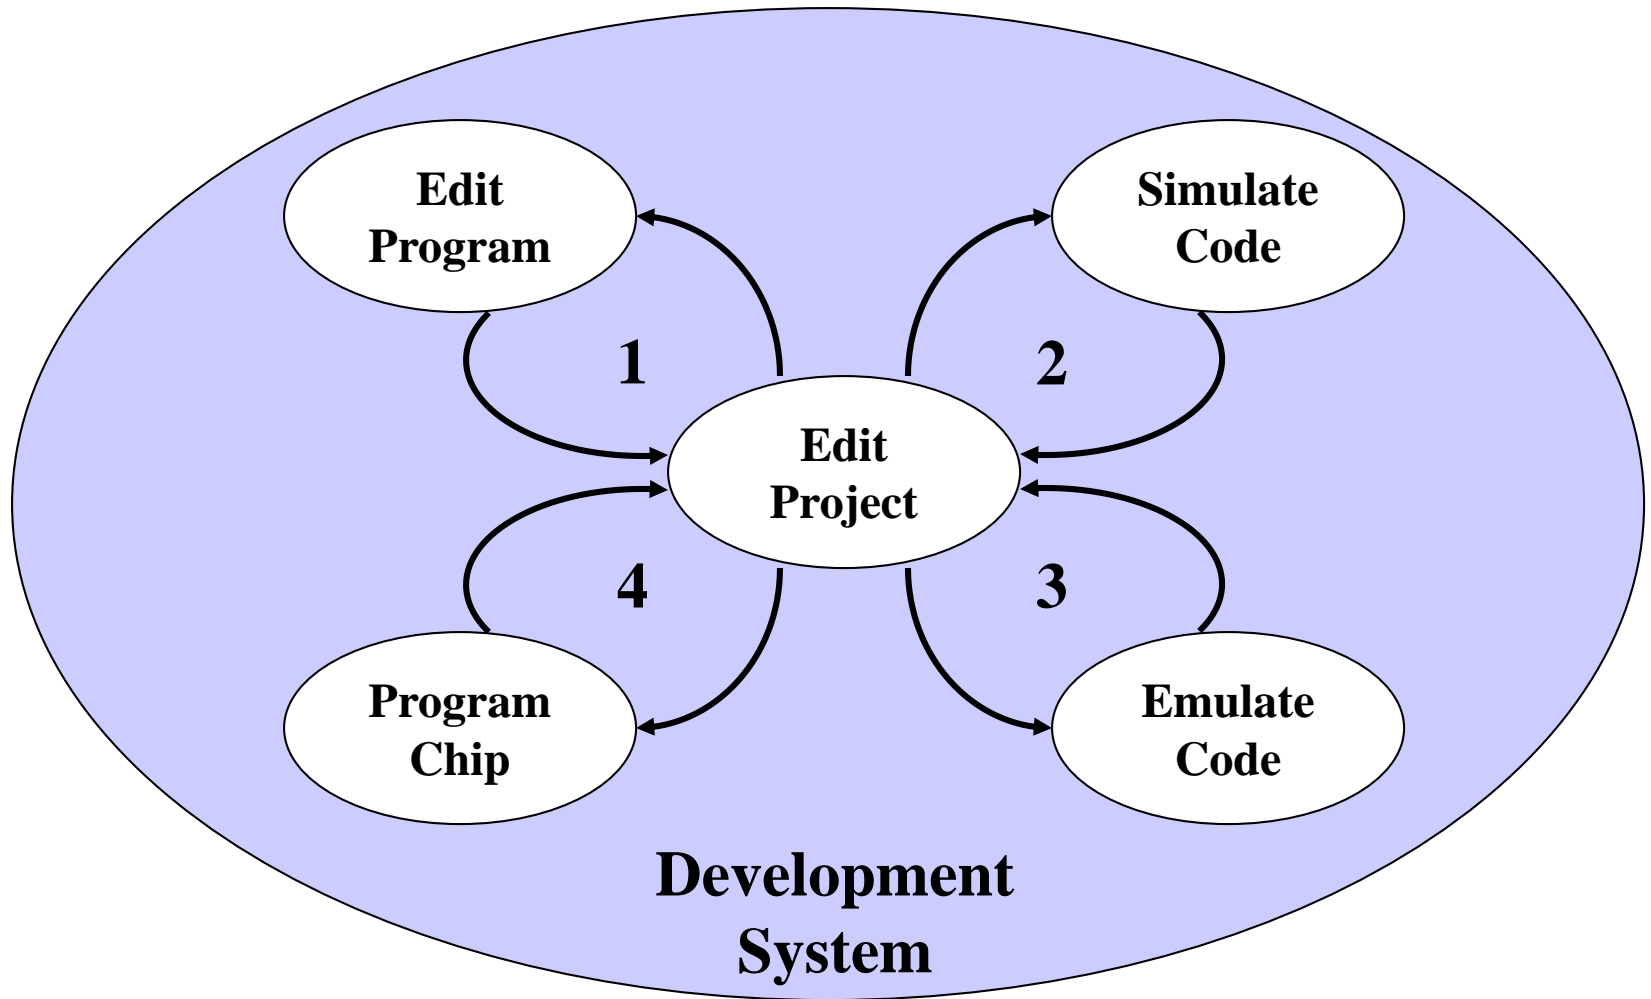 Edit
Program
Simulate
Code
1
2
Edit
Project
4
3
Program
Chip
Emulate
Code
Development
System